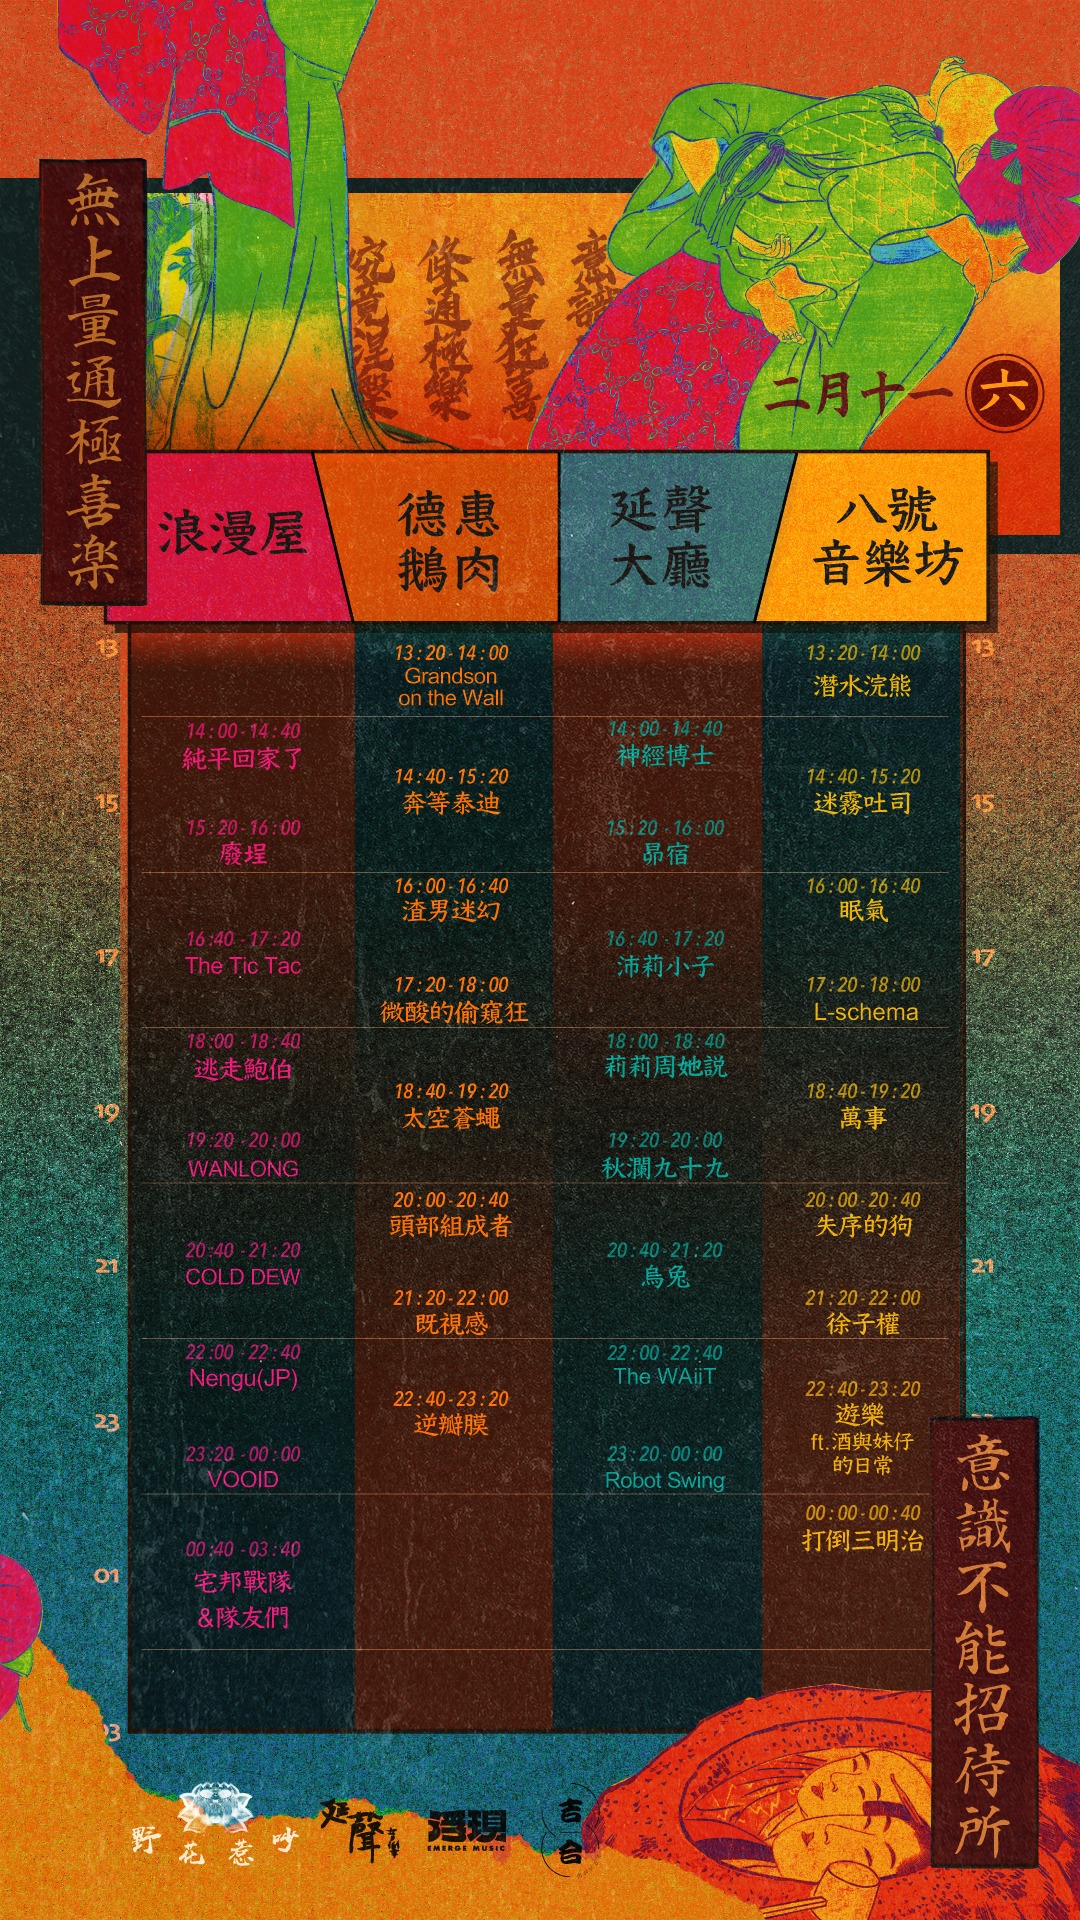 無上量通極喜楽
意識
無量狂喜
條通極樂
究竟涅槃
二月十一 六
浪漫屋
德惠
鵝肉
延聲
大廳
八號
音樂坊
13
15
17
19
21
23
01
03
13
15
17
19
21
14:00-14:40
純平回家了
15:20-16:00
廢埕
16:40-17:20
The Tic Tac
18:00-18:40
逃走鮑伯
19:20-20:00
WANLONG
20:40-21:20
COLD DEW
22:00-22:40
Nengu(JP)
23:20-00:00
VOOID
00:40-03:40
宅邦戰隊
&隊友們
13:20-14:00
Grandson
on the Wall
14:40-15:20
奔等泰迪
16:00-16:40
渣男迷幻
17:20-18:00
微酸的偷窺狂
18:40-19:20
太空蒼蠅
20:00-20:40
頭部組成者
21:20-22:00
既視感
22:40-23:20
逆瓣膜
14:00-14:40
神經博士
15:20-16:00
昴宿
16:40-17:20
沛莉小子
18:00-18:40
莉莉周她説
19:20-20:00
秋瀾九十九
20:40-21:20
烏兔
22:00-22:40
The WAiiT
23:20-00:00
Robot Swing
13:20-14:00
潛水浣熊
14:40-15:20
迷霧吐司
16:00-16:40
眠氣
17:20-18:00
L-schema
18:40-19:20
萬事
20:00-20:40
失序的狗
21:20-22:00
徐子權
22:40-23:20
遊樂
ft.酒與妹仔
的日常
00:00-00:40
打倒三明治
意識不能招待所
野花惹吵
延聲音樂
浮現
EMERGE MUSIC
吉
合